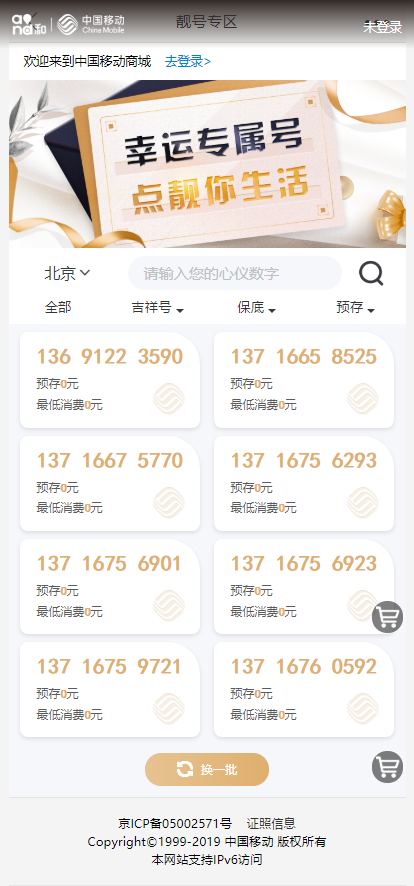 and和 中国移动 China Mobile 靓号专区 未登录
欢迎来到中国移动商城 去登录>
幸运专属号
点靓你生活
北京 请输入您的心仪数字
全部 吉祥号 保底 预存
136 9122 3590
预存0元
最低消费0元
137 1665 8525
预存0元
最低消费0元
137 1667 5770
预存0元
最低消费0元
137 1675 6293
预存0元
最低消费0元
137 1675 6901
预存0元
最低消费0元
137 1675 6923
预存0元
最低消费0元
137 1675 9721
预存0元
最低消费0元
137 1676 0592
预存0元
最低消费0元
换一批
京ICP备05002571号 证照信息
Copyright©1999-2019 中国移动 版权所有
本网站支持IPv6访问